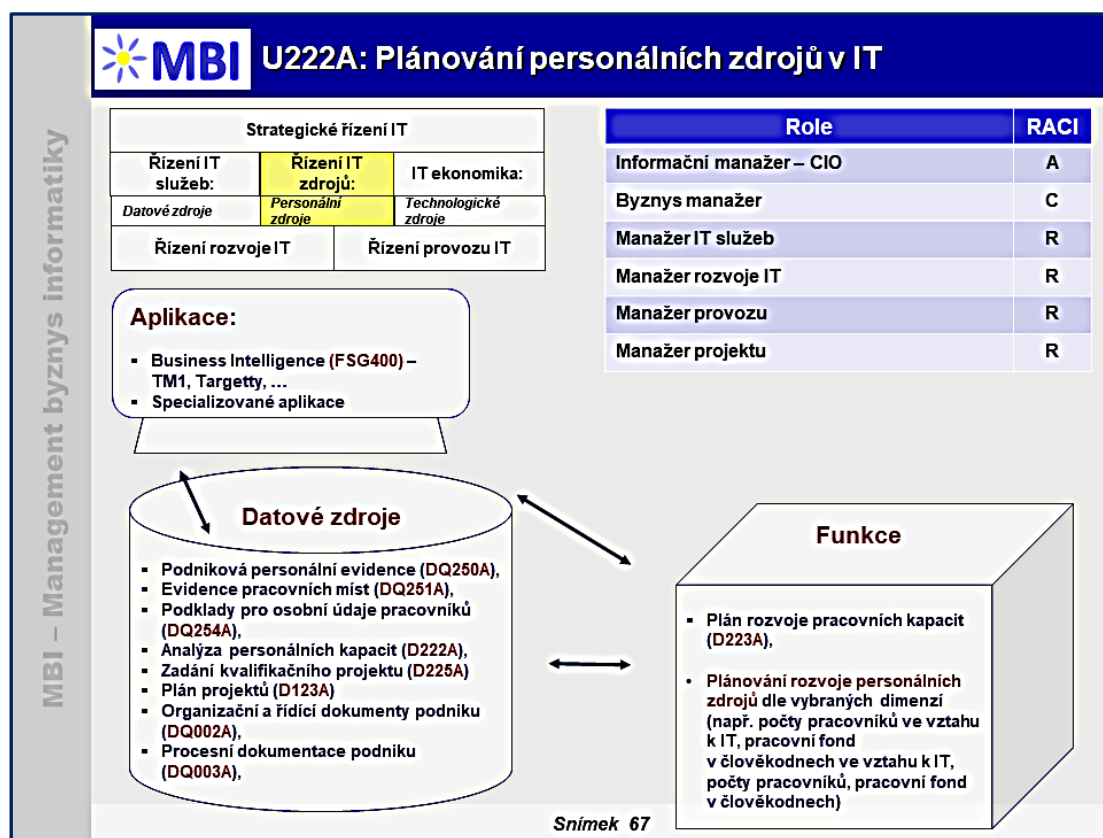 MBI
U222A: Plánování personálních zdrojů v IT
MBI – Management byznys informatiky
Strategické řízení IT
Řízení IT
služeb:
Řízení IT
zdrojů:
IT ekonomika:
Datové zdroje
Personální
zdroje
Technologické
zdroje
Řízení rozvoje IT
Řízení provozu IT
Role RACI
Informační manažer – CIO A
Byznys manažer C
Manažer IT služeb R
Manažer rozvoje IT R
Manažer provozu R
Manažer projektu R
Aplikace:
▪ Business Intelligence (FSG400) –
TM1, Targetty, ...
▪ Specializované aplikace
Datové zdroje
▪ Podniková personální evidence (DQ250A),
▪ Evidence pracovních míst (DQ251A),
▪ Podklady pro osobní údaje pracovníků
(DQ254A),
▪ Analýza personálních kapacit (D222A),
▪ Zadání kvalifikačního projektu (D225A)
▪ Plán projektů (D123A)
▪ Organizační a řídící dokumenty podniku
(DQ002A),
▪ Procesní dokumentace podniku
(DQ003A),
Funkce
▪ Plán rozvoje pracovních kapacit
(D223A),
• Plánování rozvoje personálních
zdrojů dle vybraných dimenzí
(např. počty pracovníků ve vztahu
k IT, pracovní fond
v člověkodnech ve vztahu k IT,
počty pracovníků, pracovní fond
v člověkodnech)
Snímek 67